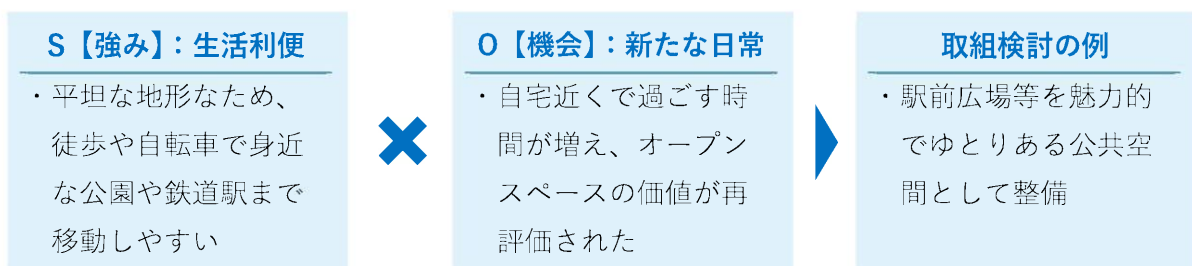 S【強み】：生活利便
・平坦な地形なため、
徒歩や自転車で身近
な公園や鉄道駅まで
移動しやすい
O【機会】：新たな日常
・自宅近くで過ごす時
間が増え、オープン
スペースの価値が再
評価された
取組検討の例
・駅前広場等を魅力的
でゆとりある公共空
間として整備